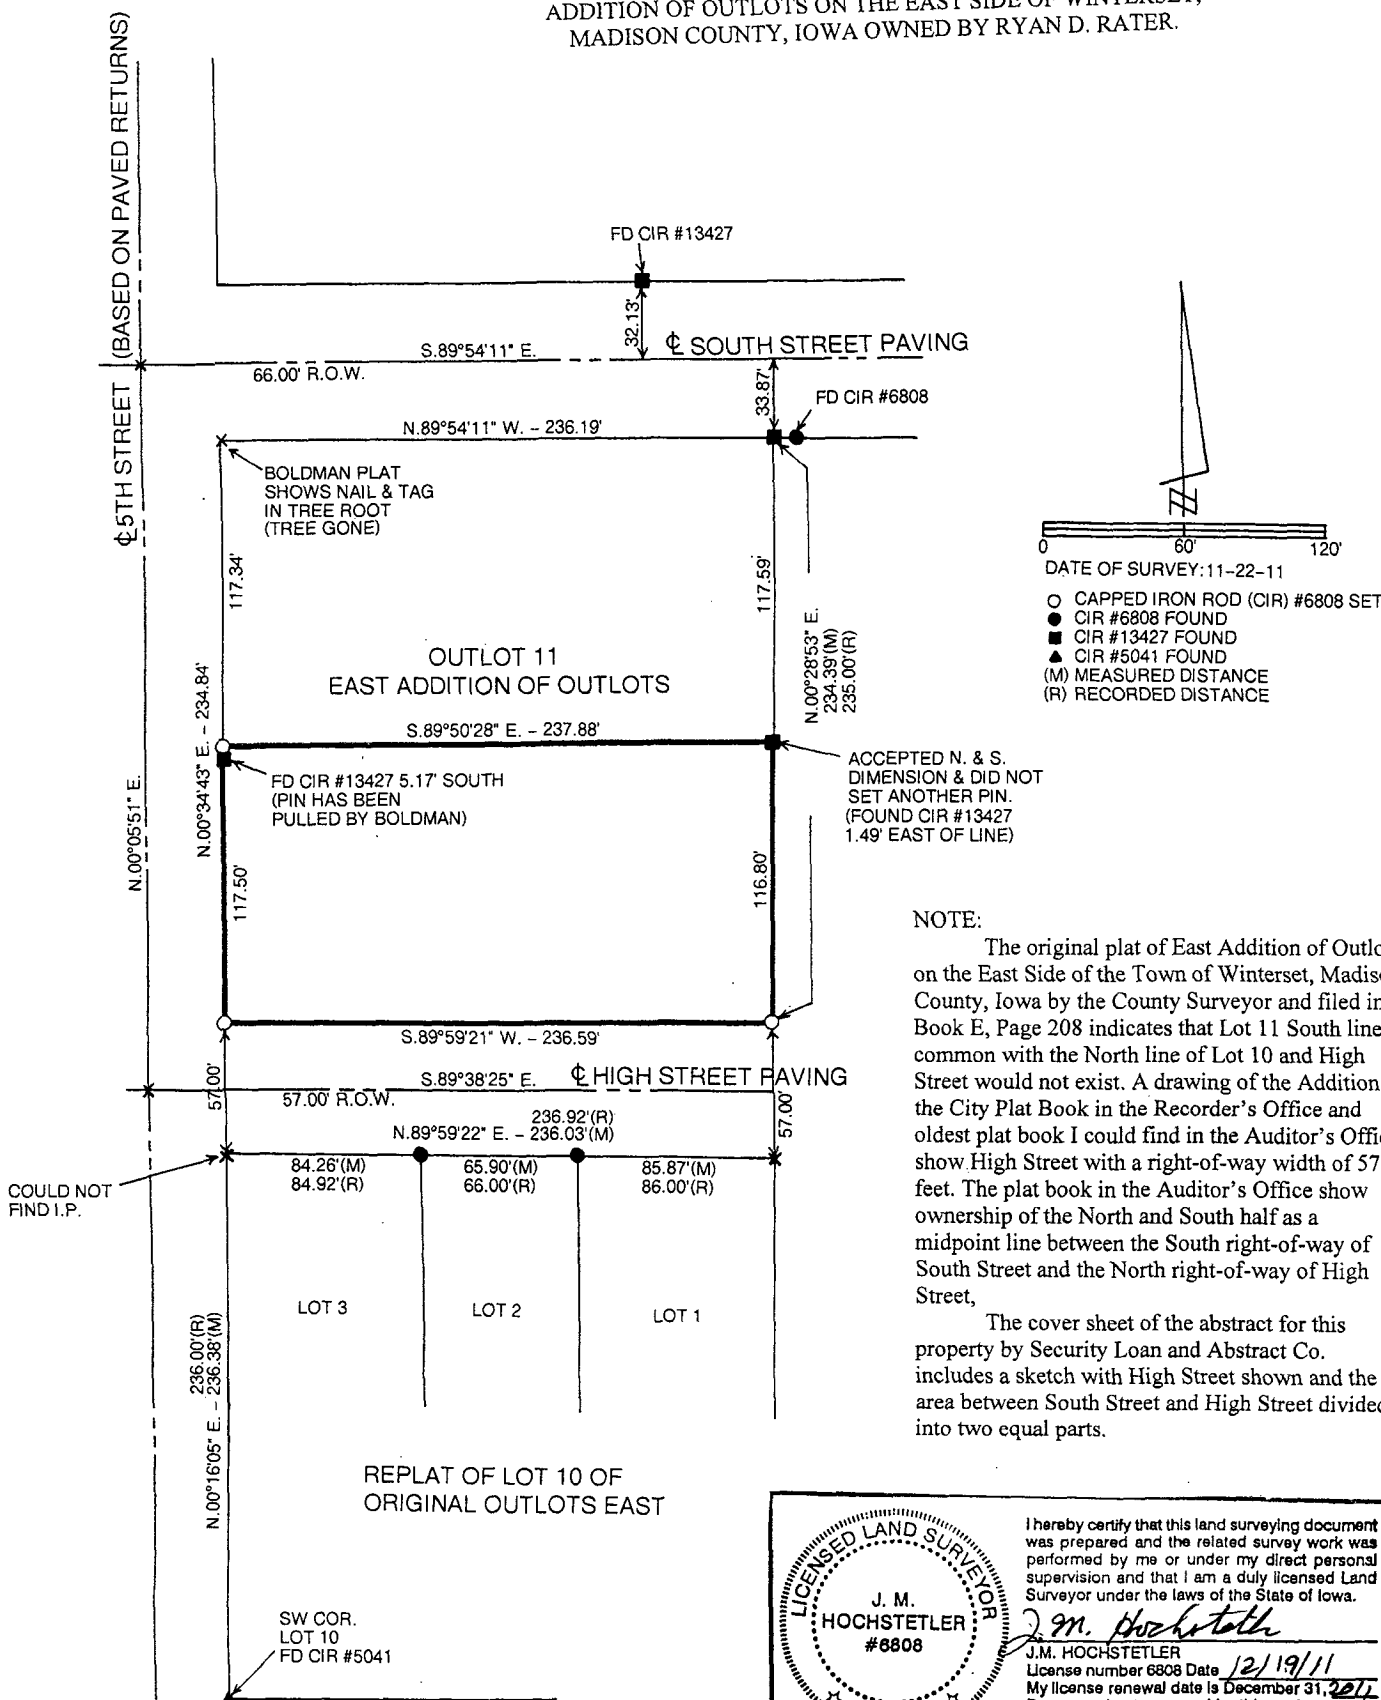 ADDITION OF OUTLOTS ON THE EAST SIDE OF WINTERSET,
MADISON COUNTY, IOWA OWNED BY RYAN D. RATER.
℄ 5TH STREET (BASED ON PAVED RETURNS)
FD CIR #13427
32.13'
S.89°54'11" E.
℄ SOUTH STREET PAVING
66.00' R.O.W.
33.87'
FD CIR #6808
N.89°54'11" W. - 236.19'
BOLDMAN PLAT
SHOWS NAIL & TAG
IN TREE ROOT
(TREE GONE)
117.34'
117.59'
0 60' 120'
DATE OF SURVEY: 11-22-11
CAPPED IRON ROD (CIR) #6808 SET
CIR #6808 FOUND
CIR #13427 FOUND
CIR #5041 FOUND
(M) MEASURED DISTANCE
(R) RECORDED DISTANCE
N.00°28'53" E.
234.39'(M)
235.00'(R)
OUTLOT 11
EAST ADDITION OF OUTLOTS
N.00°34'43" E. - 234.84'
S.89°50'28" E. - 237.88'
FD CIR #13427 5.17' SOUTH
(PIN HAS BEEN
PULLED BY BOLDMAN)
ACCEPTED N. & S.
DIMENSION & DID NOT
SET ANOTHER PIN.
(FOUND CIR #13427
1.49' EAST OF LINE)
N.00°05'51" E.
117.50'
116.80'
S.89°59'21" W. - 236.59'
57.00'
S.89°38'25" E.
℄ HIGH STREET PAVING
57.00' R.O.W.
57.00'
236.92'(R)
N.89°59'22" E. - 236.03'(M)
84.26'(M)
84.92'(R)
65.90'(M)
66.00'(R)
85.87'(M)
86.00'(R)
COULD NOT
FIND I.P.
LOT 3
LOT 2
LOT 1
236.00'(R)
N.00°16'05" E. - 236.38'(M)
REPLAT OF LOT 10 OF
ORIGINAL OUTLOTS EAST
SW COR.
LOT 10
FD CIR #5041
NOTE:
The original plat of East Addition of Outlo
on the East Side of the Town of Winterset, Madis
County, Iowa by the County Surveyor and filed in
Book E, Page 208 indicates that Lot 11 South line
common with the North line of Lot 10 and High
Street would not exist. A drawing of the Addition
the City Plat Book in the Recorder's Office and
oldest plat book I could find in the Auditor's Offi
show High Street with a right-of-way width of 57
feet. The plat book in the Auditor's Office show
ownership of the North and South half as a
midpoint line between the South right-of-way of
South Street and the North right-of-way of High
Street,
The cover sheet of the abstract for this
property by Security Loan and Abstract Co.
includes a sketch with High Street shown and the
area between South Street and High Street divided
into two equal parts.
LICENSED LAND SURVEYOR
J. M.
HOCHSTETLER
#6808
I hereby certify that this land surveying document
was prepared and the related survey work was
performed by me or under my direct personal
supervision and that I am a duly licensed Land
Surveyor under the laws of the State of Iowa.
J. M. Hochstetler
J.M. HOCHSTETLER
License number 6808 Date 12/19/11
My license renewal date is December 31, 2011